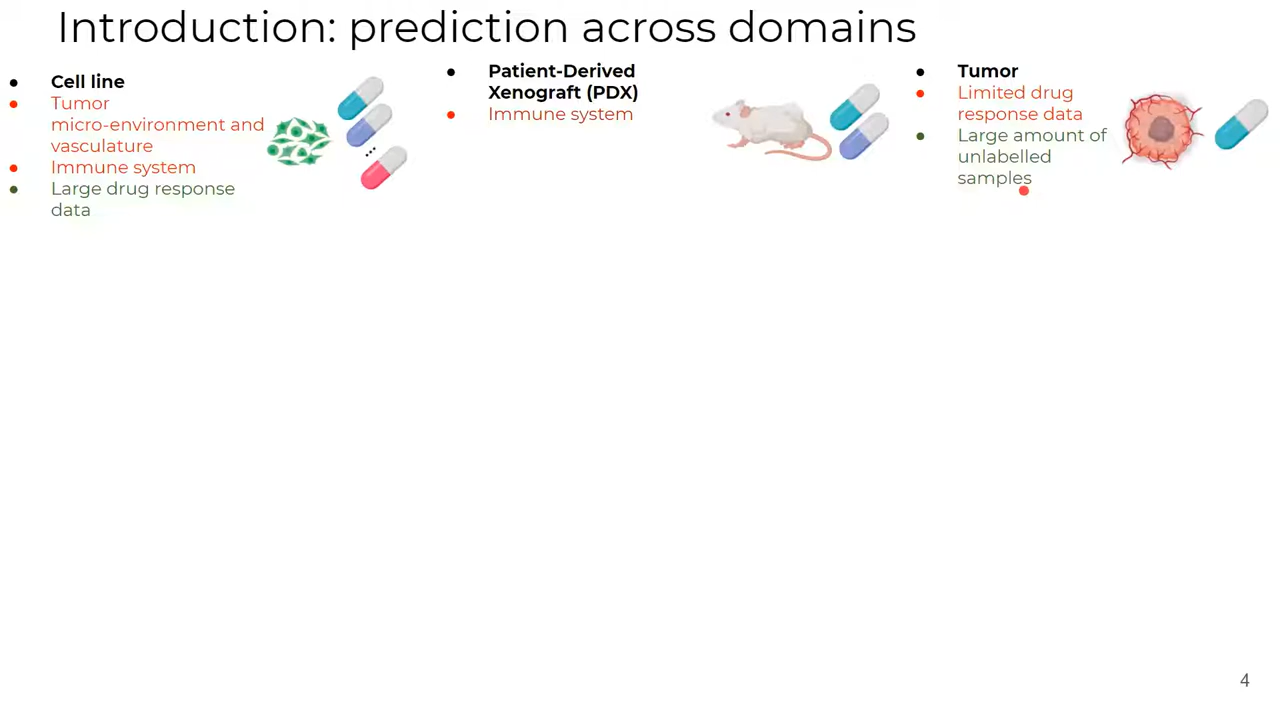 Introduction: prediction across domains
● Cell line
● Tumor
micro-environment and
vasculature
● Immune system
● Large drug response
data
...
● Patient-Derived
Xenograft (PDX)
● Immune system
● Tumor
● Limited drug
response data
● Large amount of
unlabelled
samples
4